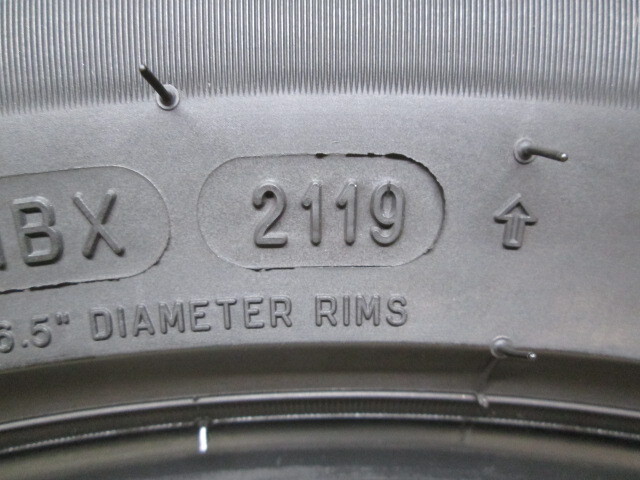 BX 2119
6.5" DIAMETER RIMS